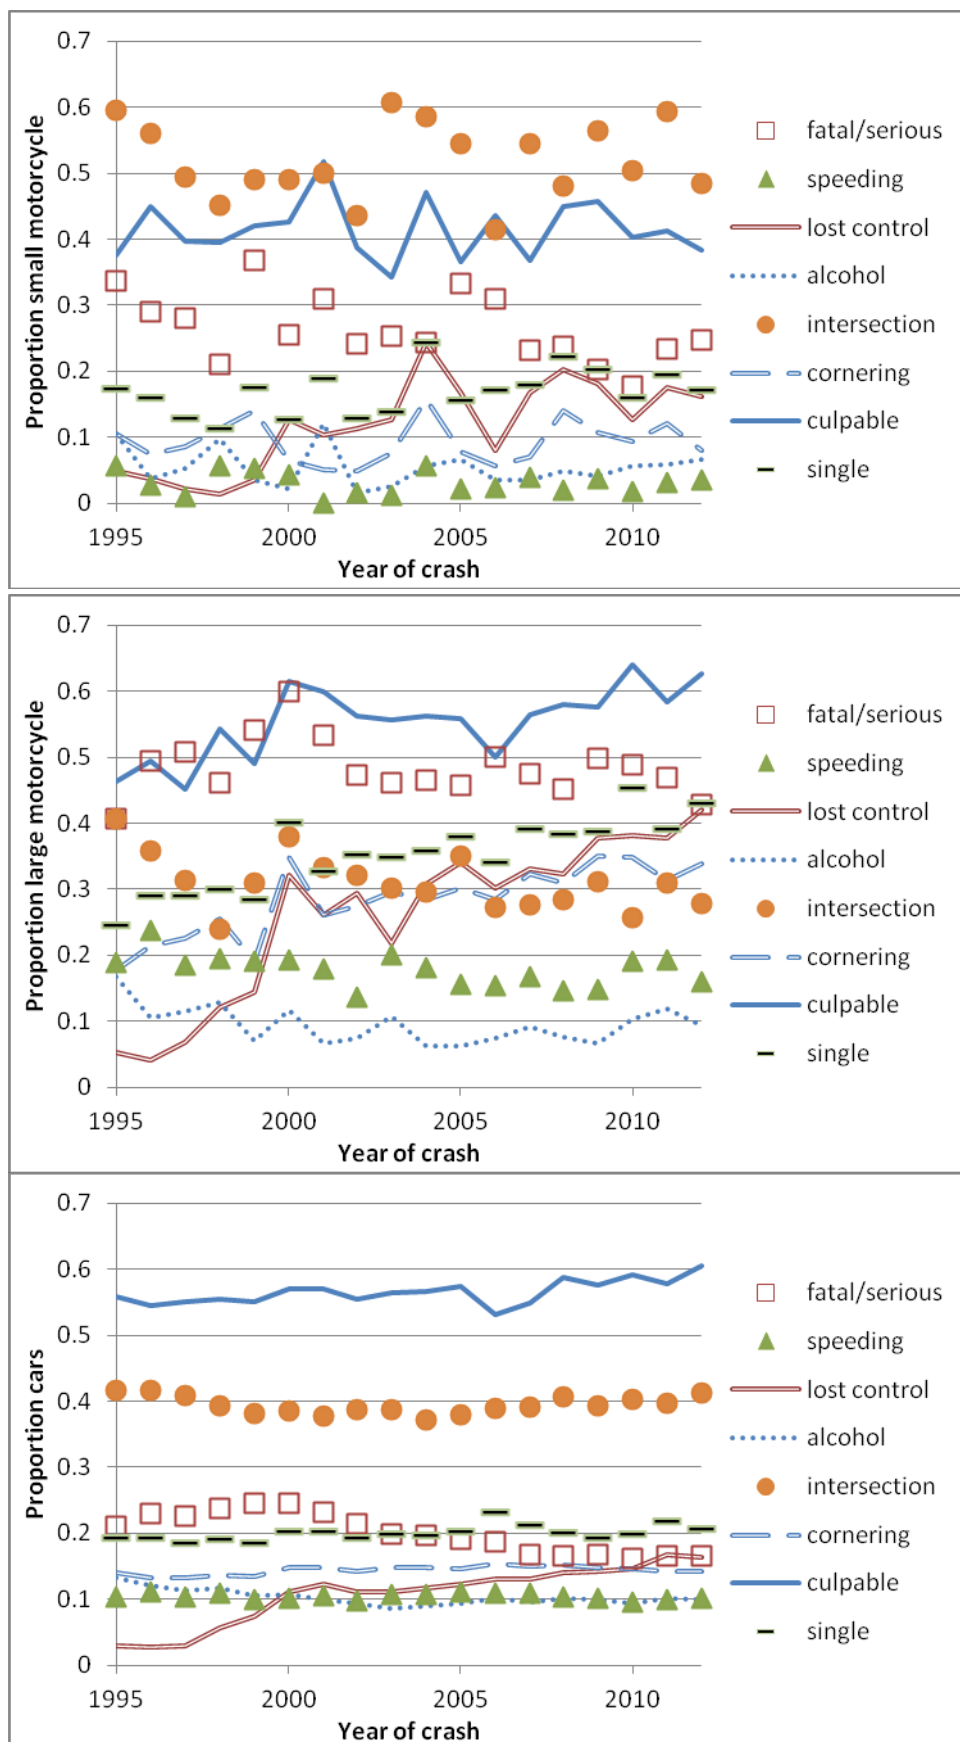 0.7
0.6
0.5
0.4
0.3
0.2
0.1
0
Proportion small motorcycle
1995 2000 2005 2010
Year of crash
fatal/serious
speeding
lost control
alcohol
intersection
cornering
culpable
single
0.7
0.6
0.5
0.4
0.3
0.2
0.1
0
Proportion large motorcycle
1995 2000 2005 2010
Year of crash
fatal/serious
speeding
lost control
alcohol
intersection
cornering
culpable
single
0.7
0.6
0.5
0.4
0.3
0.2
0.1
0
Proportion cars
1995 2000 2005 2010
Year of crash
fatal/serious
speeding
lost control
alcohol
intersection
cornering
culpable
single